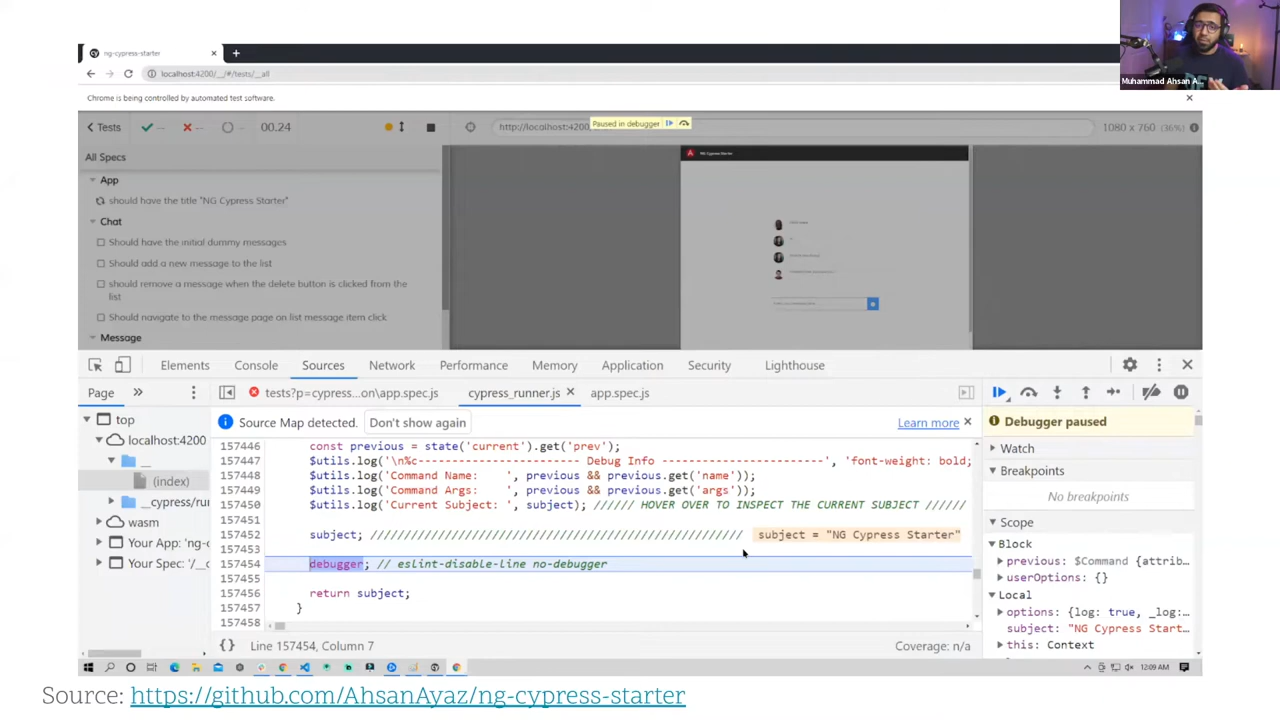 Muhammad Ahsan A...
ng-cypress-starter
localhost:4200/__/#/tests/__all
Chrome is being controlled by automated test software.
Tests
--
--
--
00.24
http://localhost:4200
Paused in debugger
1080 x 760 (36%)
All Specs
App
should have the title "NG Cypress Starter"
Chat
Should have the initial dummy messages
Should add a new message to the list
should remove a message when the delete button is clicked from the
list
Should navigate to the message page on list message item click
Message
NG Cypress Starter
Elements Console Sources Network Performance Memory Application Security Lighthouse
Page
tests?p=cypress...on\app.spec.js cypress_runner.js app.spec.js
Source Map detected. Don't show again Learn more
top
localhost:4200
__
(index)
__cypress/ru
wasm
Your App: 'ng-c
Your Spec: '/__c
157446 const previous = state('current').get('prev');
157447 $utils.log('\n%c----------------------- Debug Info -----------------------', 'font-weight: bold;
157448 $utils.log('Command Name:    ', previous && previous.get('name'));
157449 $utils.log('Command Args:    ', previous && previous.get('args'));
157450 $utils.log('Current Subject: ', subject); ////// HOVER OVER TO INSPECT THE CURRENT SUBJECT //////
157451
157452 subject; /////////////////////////////////////////////////////// subject = "NG Cypress Starter"
157453
157454 debugger; // eslint-disable-line no-debugger
157455
157456 return subject;
157457 }
157458
{} Line 157454, Column 7
Coverage: n/a
Debugger paused
Watch
Breakpoints
No breakpoints
Scope
Block
previous: $Command {attrib...
userOptions: {}
Local
options: {log: true, _log:...
subject: "NG Cypress Start...
this: Context
12:09 AM
Source: https://github.com/AhsanAyaz/ng-cypress-starter